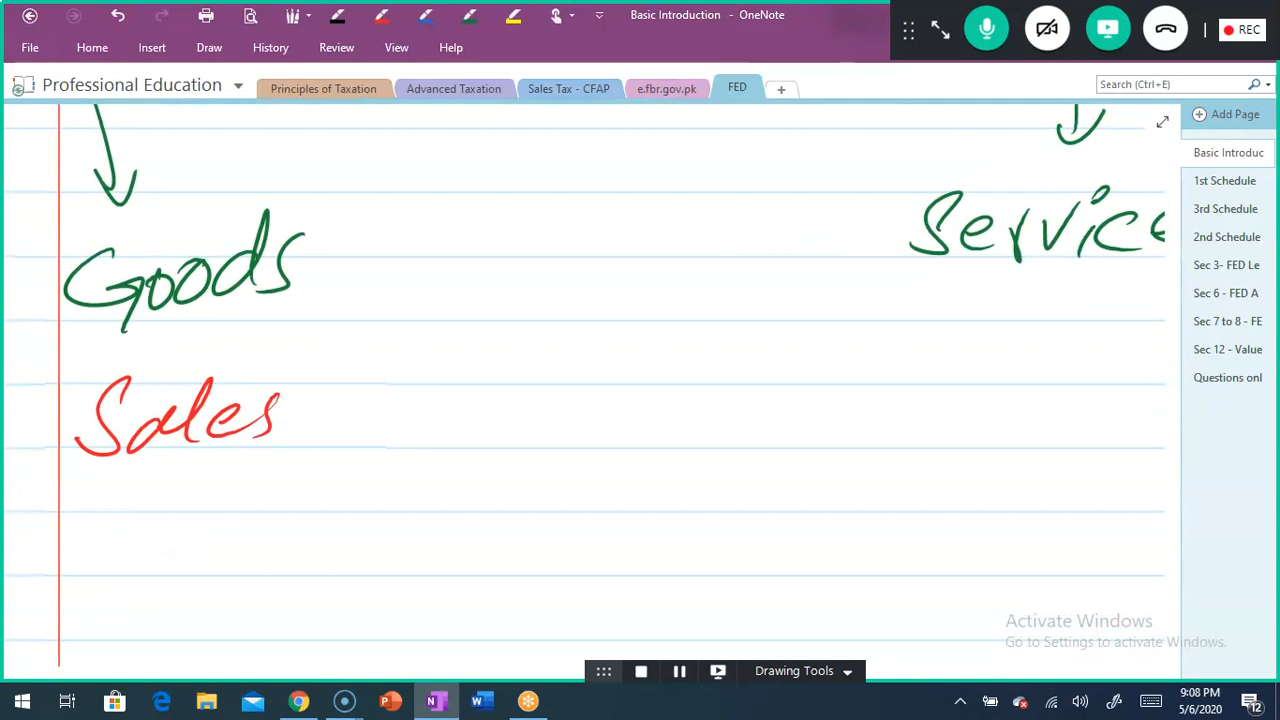 Basic Introduction - OneNote
REC
File Home Insert Draw History Review View Help
Professional Education
Principles of Taxation Advanced Taxation Sales Tax - CFAP e.fbr.gov.pk FED
Search (Ctrl+E)
Add Page
Basic Introduc
1st Schedule
3rd Schedule
2nd Schedule
Sec 3- FED Le
Sec 6 - FED A
Sec 7 to 8 - FE
Sec 12 - Value
Questions onl
Service
Goods
Sales
Activate Windows
Go to Settings to activate Windows.
Drawing Tools
9:08 PM
5/6/2020
12